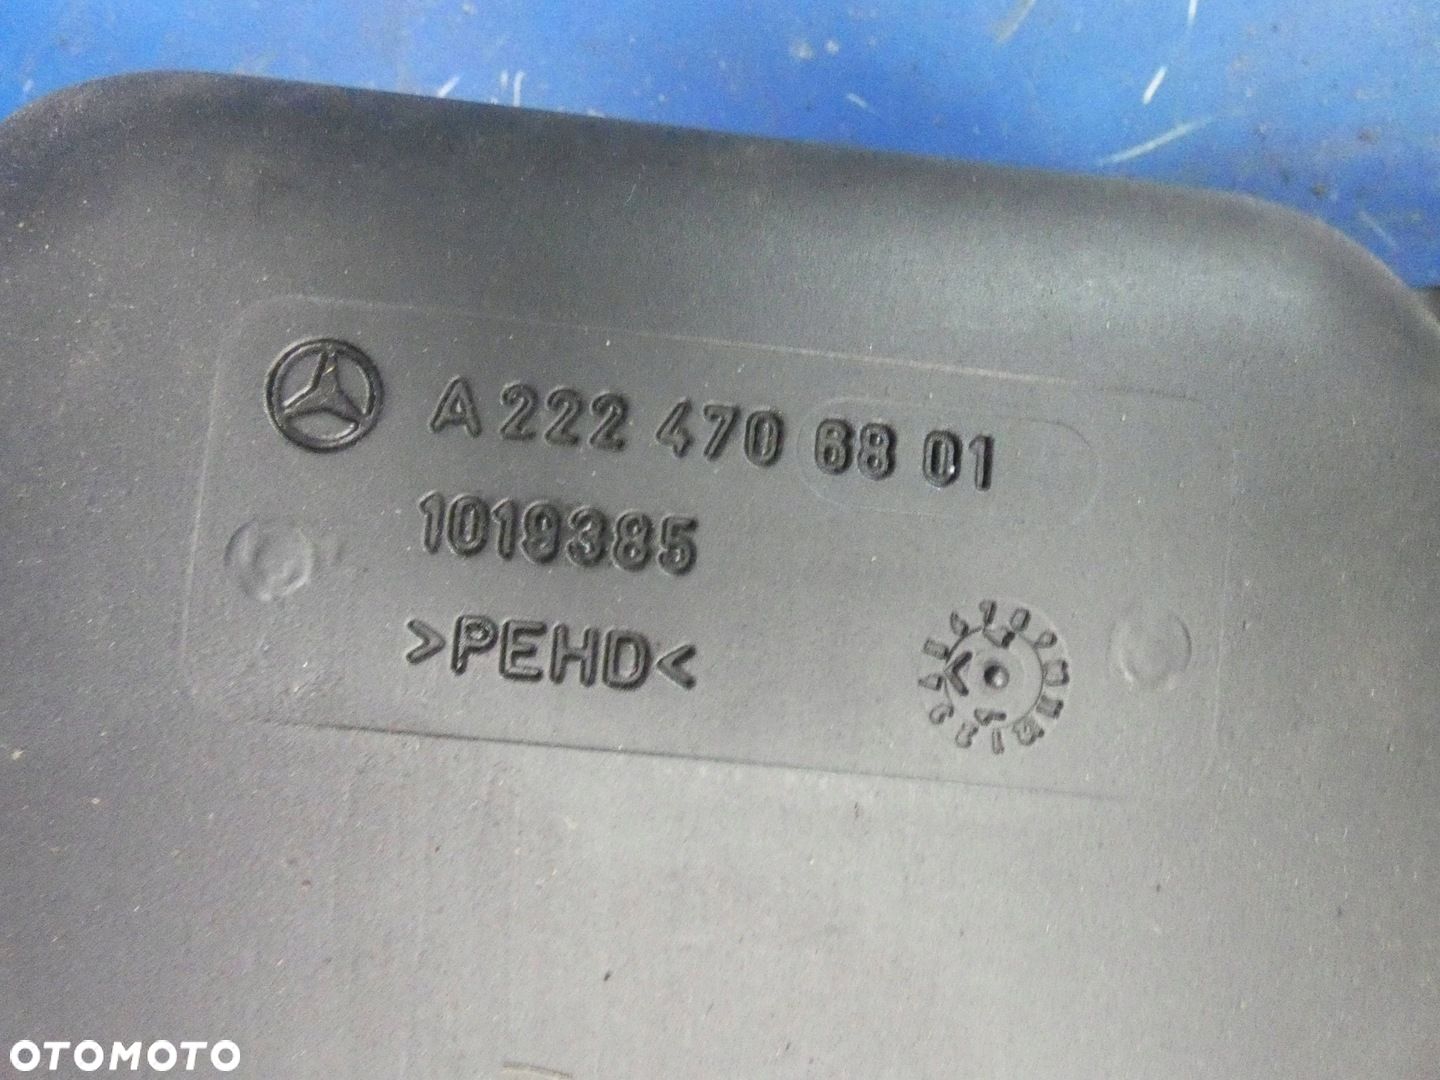 A 222 470 68 01
1019385
>PEHD<
OTOMOTO